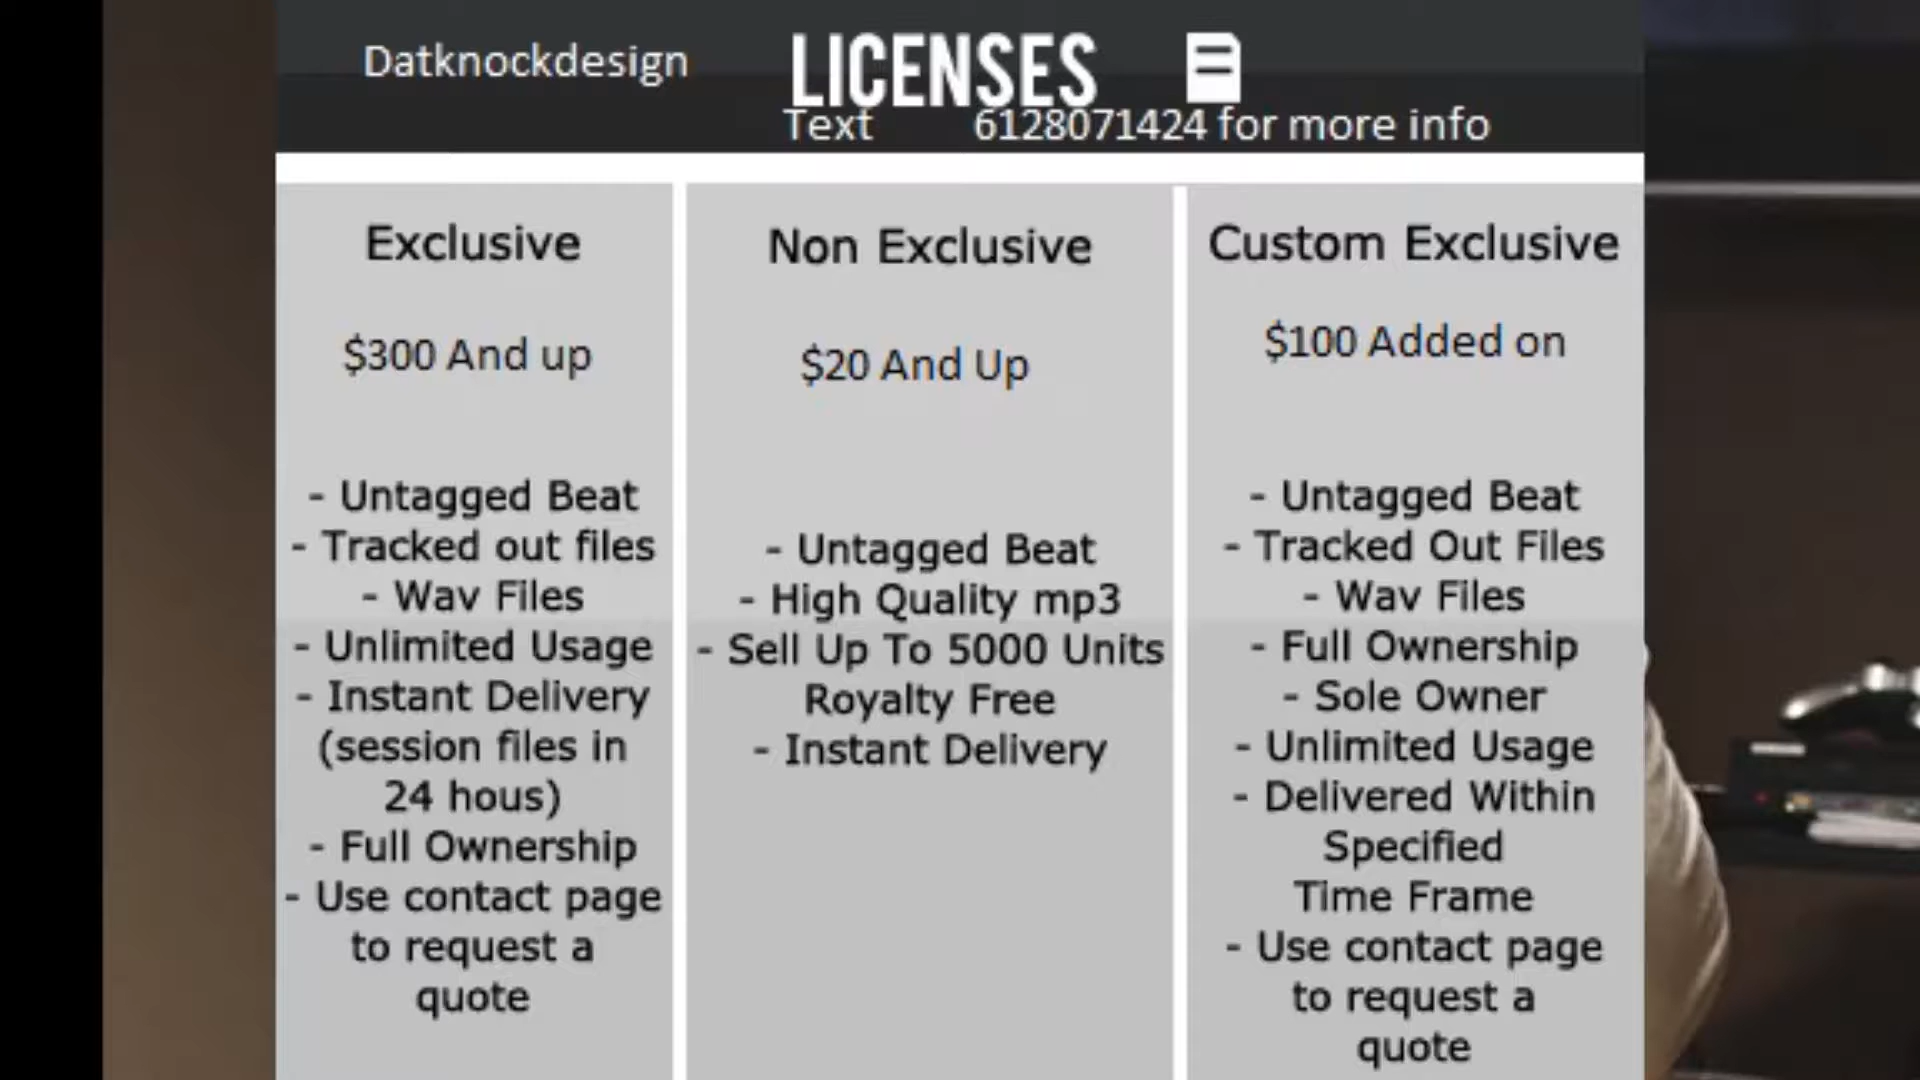 Datknockdesign
LICENSES
Text 6128071424 for more info
Exclusive
$300 And up
- Untagged Beat
- Tracked out files
- Wav Files
- Unlimited Usage
- Instant Delivery
(session files in
24 hous)
- Full Ownership
- Use contact page
to request a
quote
Non Exclusive
$20 And Up
- Untagged Beat
- High Quality mp3
- Sell Up To 5000 Units
Royalty Free
- Instant Delivery
Custom Exclusive
$100 Added on
- Untagged Beat
- Tracked Out Files
- Wav Files
- Full Ownership
- Sole Owner
- Unlimited Usage
- Delivered Within
Specified
Time Frame
- Use contact page
to request a
quote